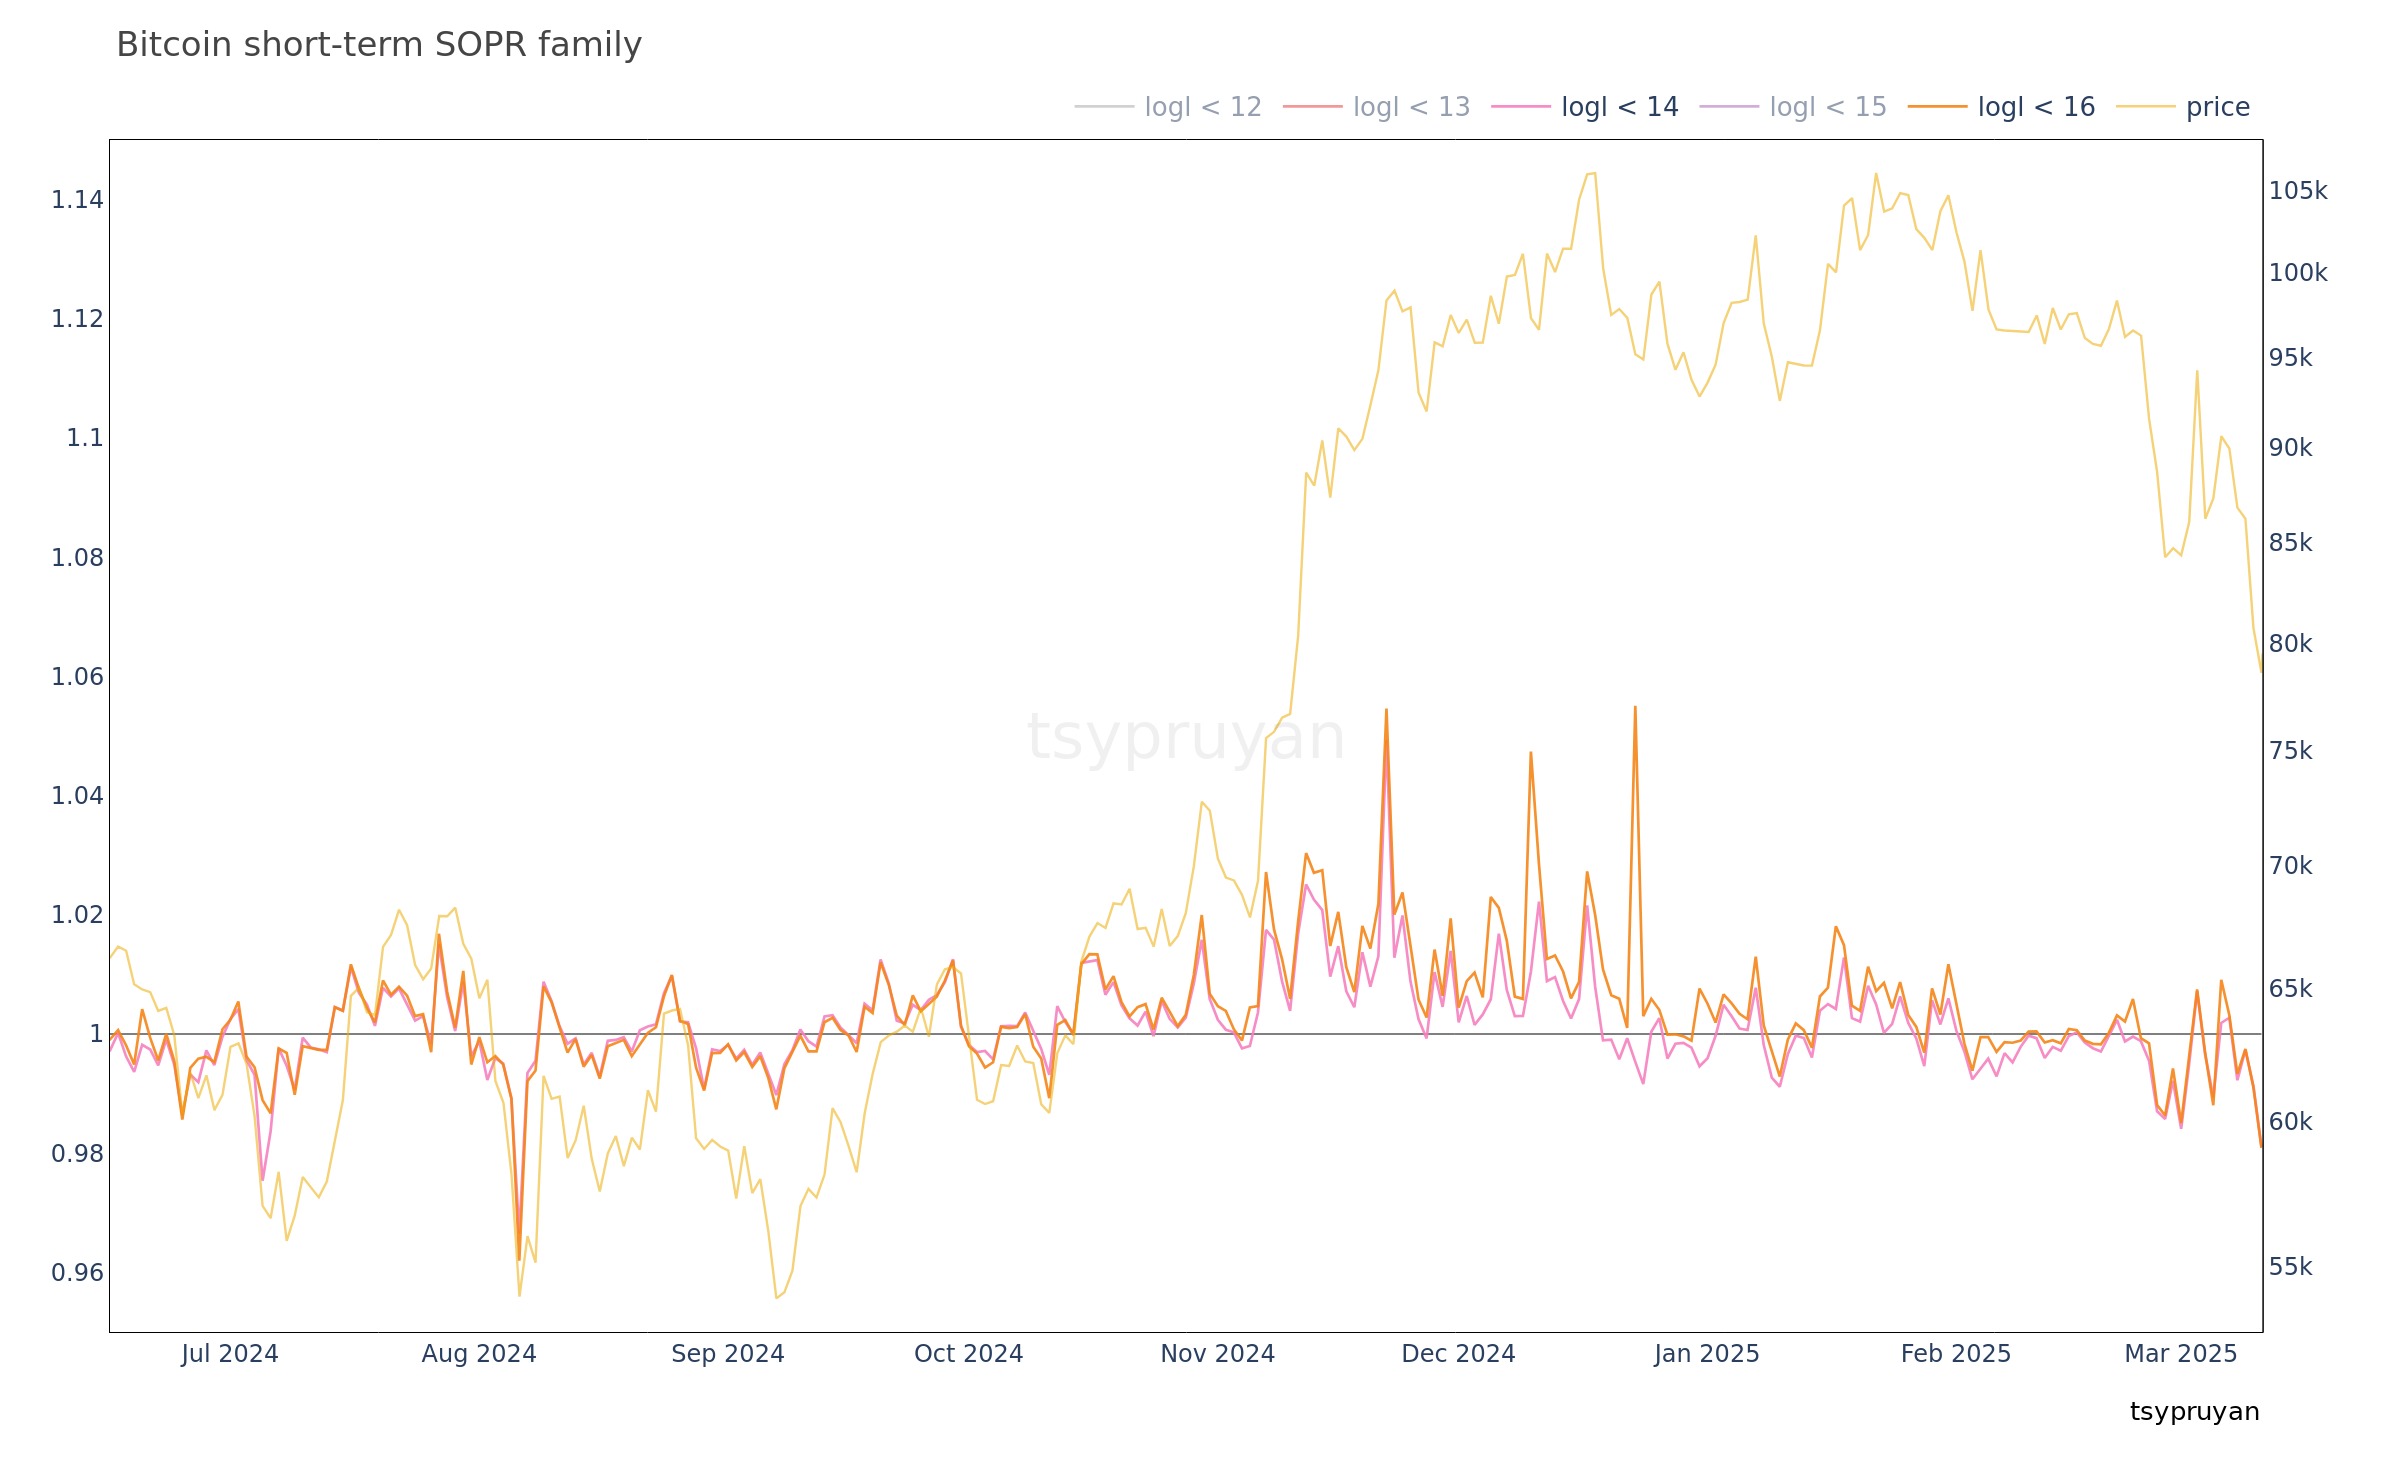 Bitcoin short-term SOPR family
logl < 12 logl < 13 logl < 14 logl < 15 logl < 16 price
1.14
1.12
1.1
1.08
1.06
1.04
1.02
1
0.98
0.96
105k
100k
95k
90k
85k
80k
75k
70k
65k
60k
55k
tsypruyan
Jul 2024 Aug 2024 Sep 2024 Oct 2024 Nov 2024 Dec 2024 Jan 2025 Feb 2025 Mar 2025
tsypruyan